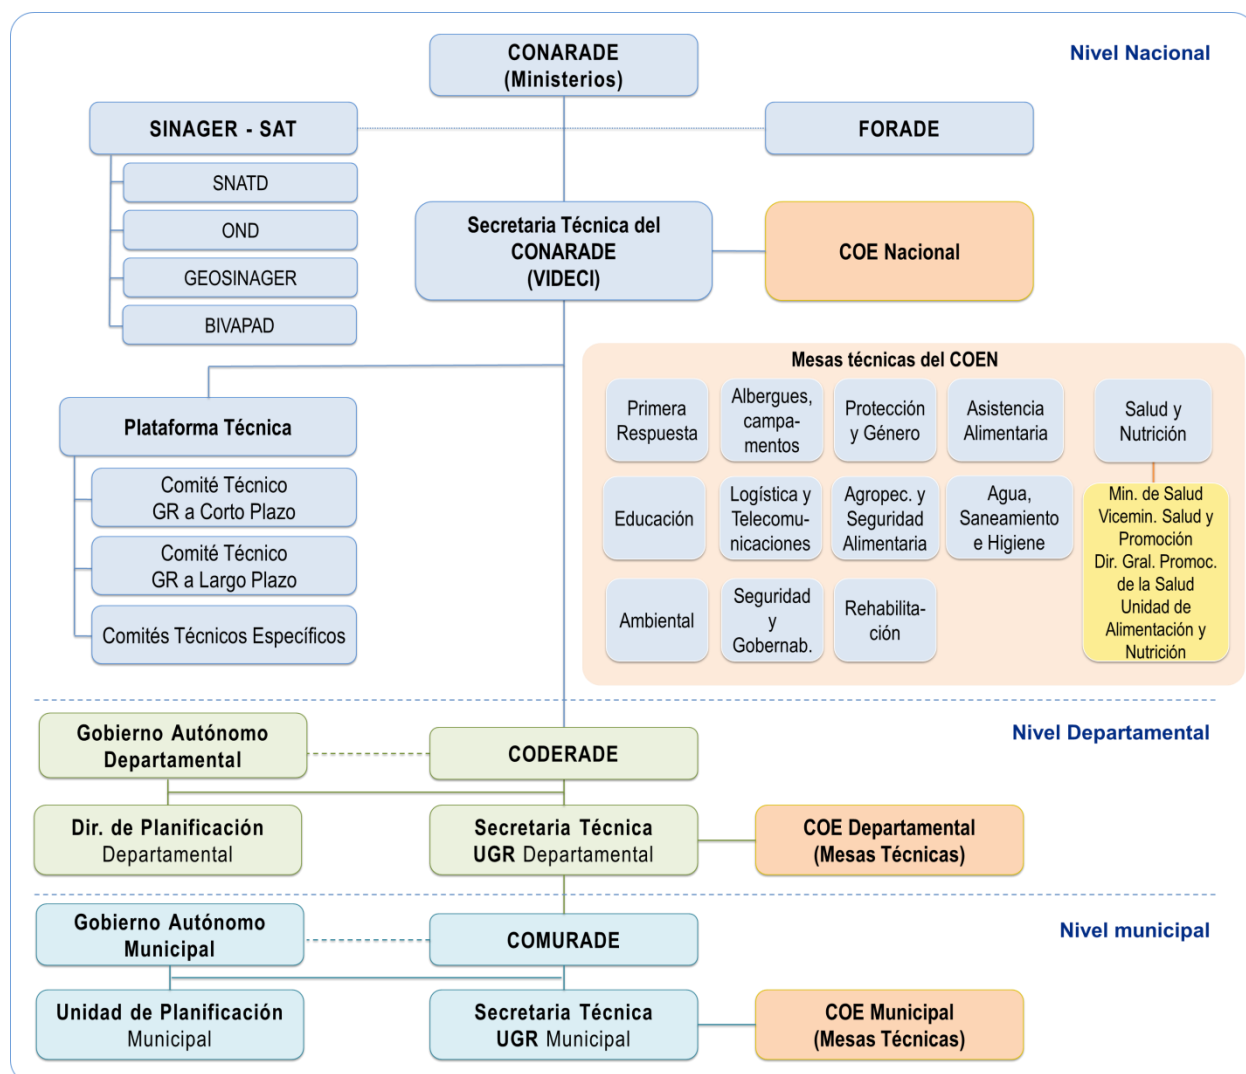 Nivel Nacional
CONARADE
(Ministerios)
SINAGER - SAT
FORADE
SNATD
OND
GEOSINAGER
BIVAPAD
Secretaria Técnica del
CONARADE
(VIDECI)
COE Nacional
Plataforma Técnica
Comité Técnico
GR a Corto Plazo
Comité Técnico
GR a Largo Plazo
Comités Técnicos Específicos
Mesas técnicas del COEN
Primera
Respuesta
Albergues,
campa-
mentos
Protección
y Género
Asistencia
Alimentaria
Salud y
Nutrición
Educación
Logística y
Telecomu-
nicaciones
Agropec. y
Seguridad
Alimentaria
Agua,
Saneamiento
e Higiene
Min. de Salud
Vicemin. Salud y
Promoción
Dir. Gral. Promoc.
de la Salud
Unidad de
Alimentación y
Nutrición
Ambiental
Seguridad
y
Gobernab.
Rehabilita-
ción
Nivel Departamental
Gobierno Autónomo
Departamental
CODERADE
Dir. de Planificación
Departamental
Secretaria Técnica
UGR Departamental
COE Departamental
(Mesas Técnicas)
Nivel municipal
Gobierno Autónomo
Municipal
COMURADE
Unidad de Planificación
Municipal
Secretaria Técnica
UGR Municipal
COE Municipal
(Mesas Técnicas)